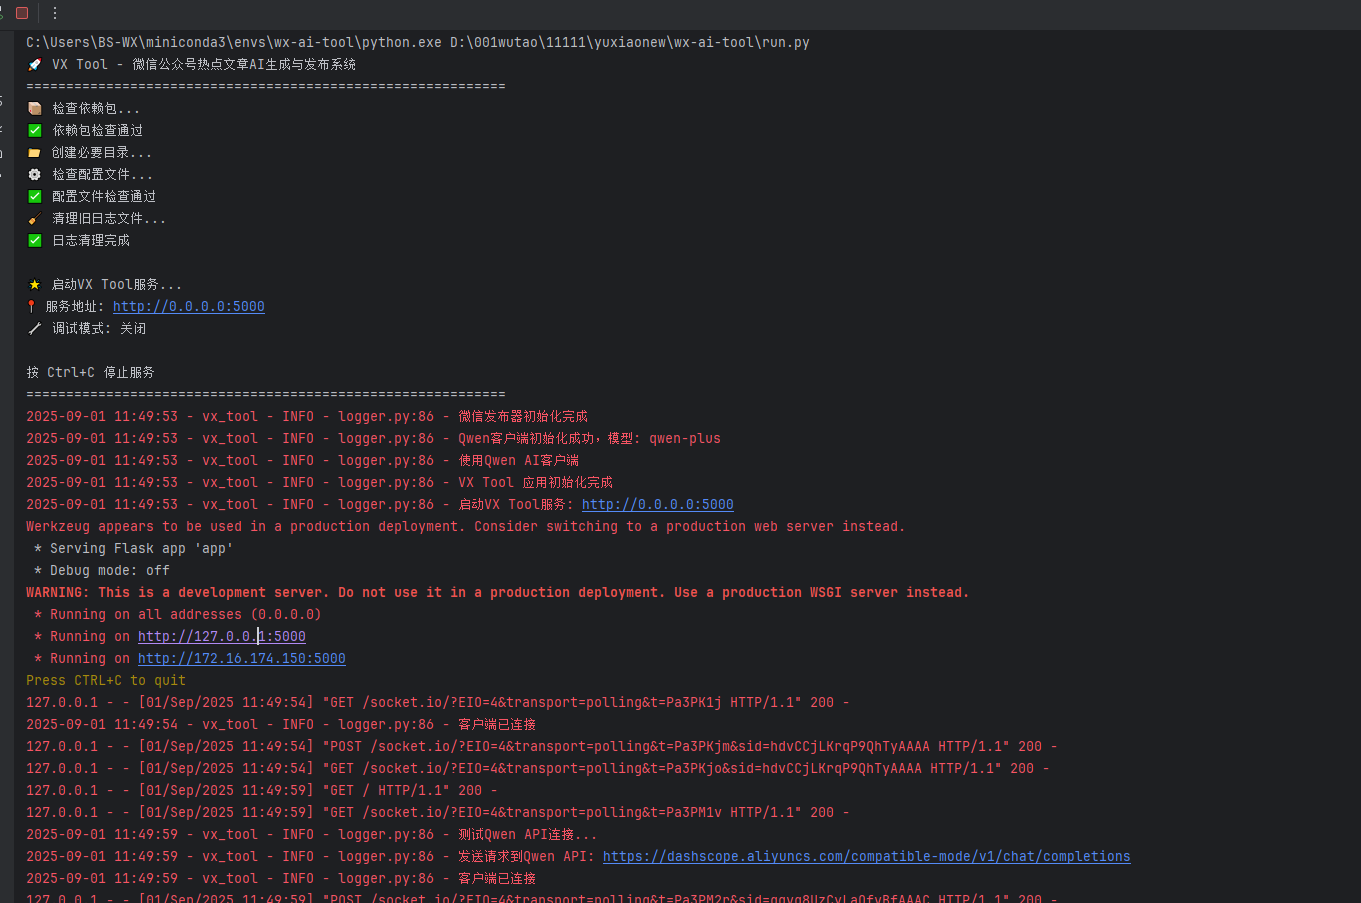 C:\Users\BS-WX\miniconda3\envs\wx-ai-tool\python.exe D:\001wutao\11111\yuxiaonew\wx-ai-tool\run.py
🚀 VX Tool - 微信公众号热点文章AI生成与发布系统
============================================================
📦 检查依赖包...
✅ 依赖包检查通过
📁 创建必要目录...
⚙️ 检查配置文件...
✅ 配置文件检查通过
🧹 清理旧日志文件...
✅ 日志清理完成
🌟 启动VX Tool服务...
📍 服务地址: http://0.0.0.0:5000
🔧 调试模式: 关闭
按 Ctrl+C 停止服务
============================================================
2025-09-01 11:49:53 - vx_tool - INFO - logger.py:86 - 微信发布器初始化完成
2025-09-01 11:49:53 - vx_tool - INFO - logger.py:86 - Qwen客户端初始化成功，模型: qwen-plus
2025-09-01 11:49:53 - vx_tool - INFO - logger.py:86 - 使用Qwen AI客户端
2025-09-01 11:49:53 - vx_tool - INFO - logger.py:86 - VX Tool 应用初始化完成
2025-09-01 11:49:53 - vx_tool - INFO - logger.py:86 - 启动VX Tool服务: http://0.0.0.0:5000
Werkzeug appears to be used in a production deployment. Consider switching to a production web server instead.
 * Serving Flask app 'app'
 * Debug mode: off
WARNING: This is a development server. Do not use it in a production deployment. Use a production WSGI server instead.
 * Running on all addresses (0.0.0.0)
 * Running on http://127.0.0.1:5000
 * Running on http://172.16.174.150:5000
Press CTRL+C to quit
127.0.0.1 - - [01/Sep/2025 11:49:54] "GET /socket.io/?EIO=4&transport=polling&t=Pa3PK1j HTTP/1.1" 200 -
2025-09-01 11:49:54 - vx_tool - INFO - logger.py:86 - 客户端已连接
127.0.0.1 - - [01/Sep/2025 11:49:54] "POST /socket.io/?EIO=4&transport=polling&t=Pa3PKjm&sid=hdvCCjLKrqP9QhTyAAAA HTTP/1.1" 200 -
127.0.0.1 - - [01/Sep/2025 11:49:54] "GET /socket.io/?EIO=4&transport=polling&t=Pa3PKjo&sid=hdvCCjLKrqP9QhTyAAAA HTTP/1.1" 200 -
127.0.0.1 - - [01/Sep/2025 11:49:59] "GET / HTTP/1.1" 200 -
127.0.0.1 - - [01/Sep/2025 11:49:59] "GET /socket.io/?EIO=4&transport=polling&t=Pa3PM1v HTTP/1.1" 200 -
2025-09-01 11:49:59 - vx_tool - INFO - logger.py:86 - 测试Qwen API连接...
2025-09-01 11:49:59 - vx_tool - INFO - logger.py:86 - 发送请求到Qwen API: https://dashscope.aliyuncs.com/compatible-mode/v1/chat/completions
2025-09-01 11:49:59 - vx_tool - INFO - logger.py:86 - 客户端已连接
127.0.0.1 - - [01/Sep/2025 11:49:59] "POST /socket.io/?EIO=4&transport=polling HTTP/1.1" 200 -